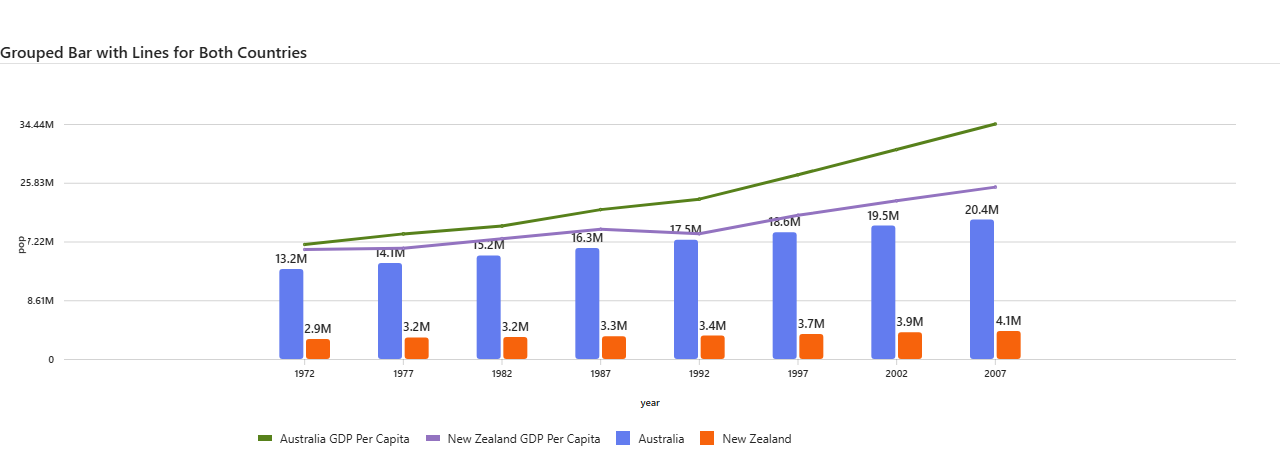 Grouped Bar with Lines for Both Countries
34.44M
25.83M
7.22M
8.61M
0
pop
13.2M 14.1M 15.2M 16.3M 17.5M 18.6M 19.5M 20.4M
2.9M 3.2M 3.2M 3.3M 3.4M 3.7M 3.9M 4.1M
1972 1977 1982 1987 1992 1997 2002 2007
year
Australia GDP Per Capita New Zealand GDP Per Capita Australia New Zealand